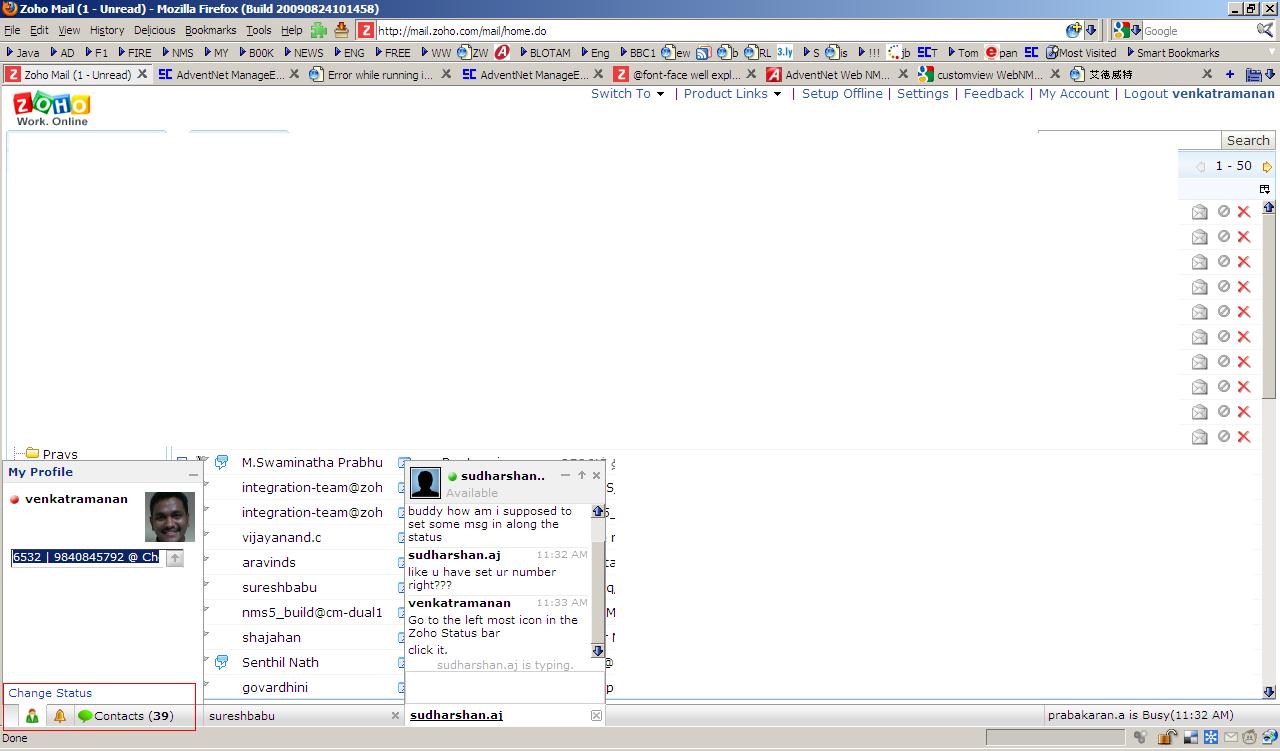 Zoho Mail (1 - Unread) - Mozilla Firefox (Build 20090824101458)
File Edit View History Delicious Bookmarks Tools Help http://mail.zoho.com/mail/home.do Google
Java AD F1 FIRE NMS MY B00K NEWS ENG FREE WW ZW BLOTAM Eng BBC1 ew b RL 3.ly S js !!! jb SCT Tom pan SC Most Visited Smart Bookmarks
Zoho Mail (1 - Unread) AdventNet ManageE... Error while running i... AdventNet ManageE... @font-face well expl... AdventNet Web NM... customview WebNM... 艾德威特
ZOHO
Work. Online
Switch To | Product Links | Setup Offline | Settings | Feedback | My Account | Logout venkatramanan
Search
1 - 50
Pravs
My Profile
venkatramanan
6532 | 9840845792 @ Ch
Change Status
Contacts (39)
M.Swaminatha Prabhu
integration-team@zoh
integration-team@zoh
vijayanand.c
aravinds
sureshbabu
nms5_build@cm-dual1
shajahan
Senthil Nath
govardhini
sureshbabu
sudharshan..
Available
buddy how am i supposed to
set some msg in along the
status
sudharshan.aj 11:32 AM
like u have set ur number
right???
venkatramanan 11:33 AM
Go to the left most icon in the
Zoho Status bar
click it.
sudharshan.aj is typing.
sudharshan.aj
prabakaran.a is Busy(11:32 AM)
Done